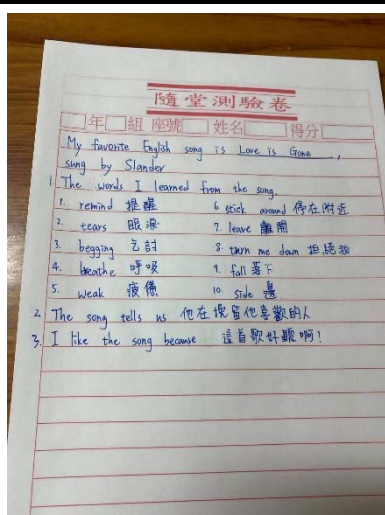 隨堂測驗卷
年 組 座號 姓名 得分
My favorite English song is Love is Gone,
sung by Slander
1. The words I learned from the song.
1. remind 提醒 6. stick around 停在附近
2. tears 眼淚 7. leave 離開
3. begging 乞討 8. turn me down 拒絕我
4. breathe 呼吸 9. fall 落下
5. weak 疲憊 10. side 邊
2. The song tells us 他在挽留他喜歡的人
3. I like the song because 這首歌好聽啊!